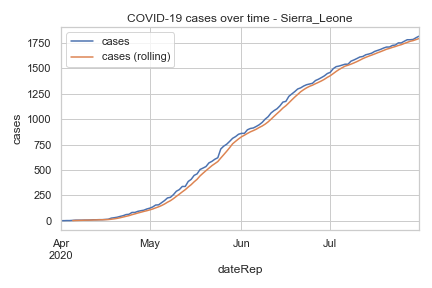 COVID-19 cases over time - Sierra_Leone
cases
cases (rolling)
1750
1500
1250
1000
750
500
250
0
cases
Apr
2020
May
Jun
Jul
dateRep